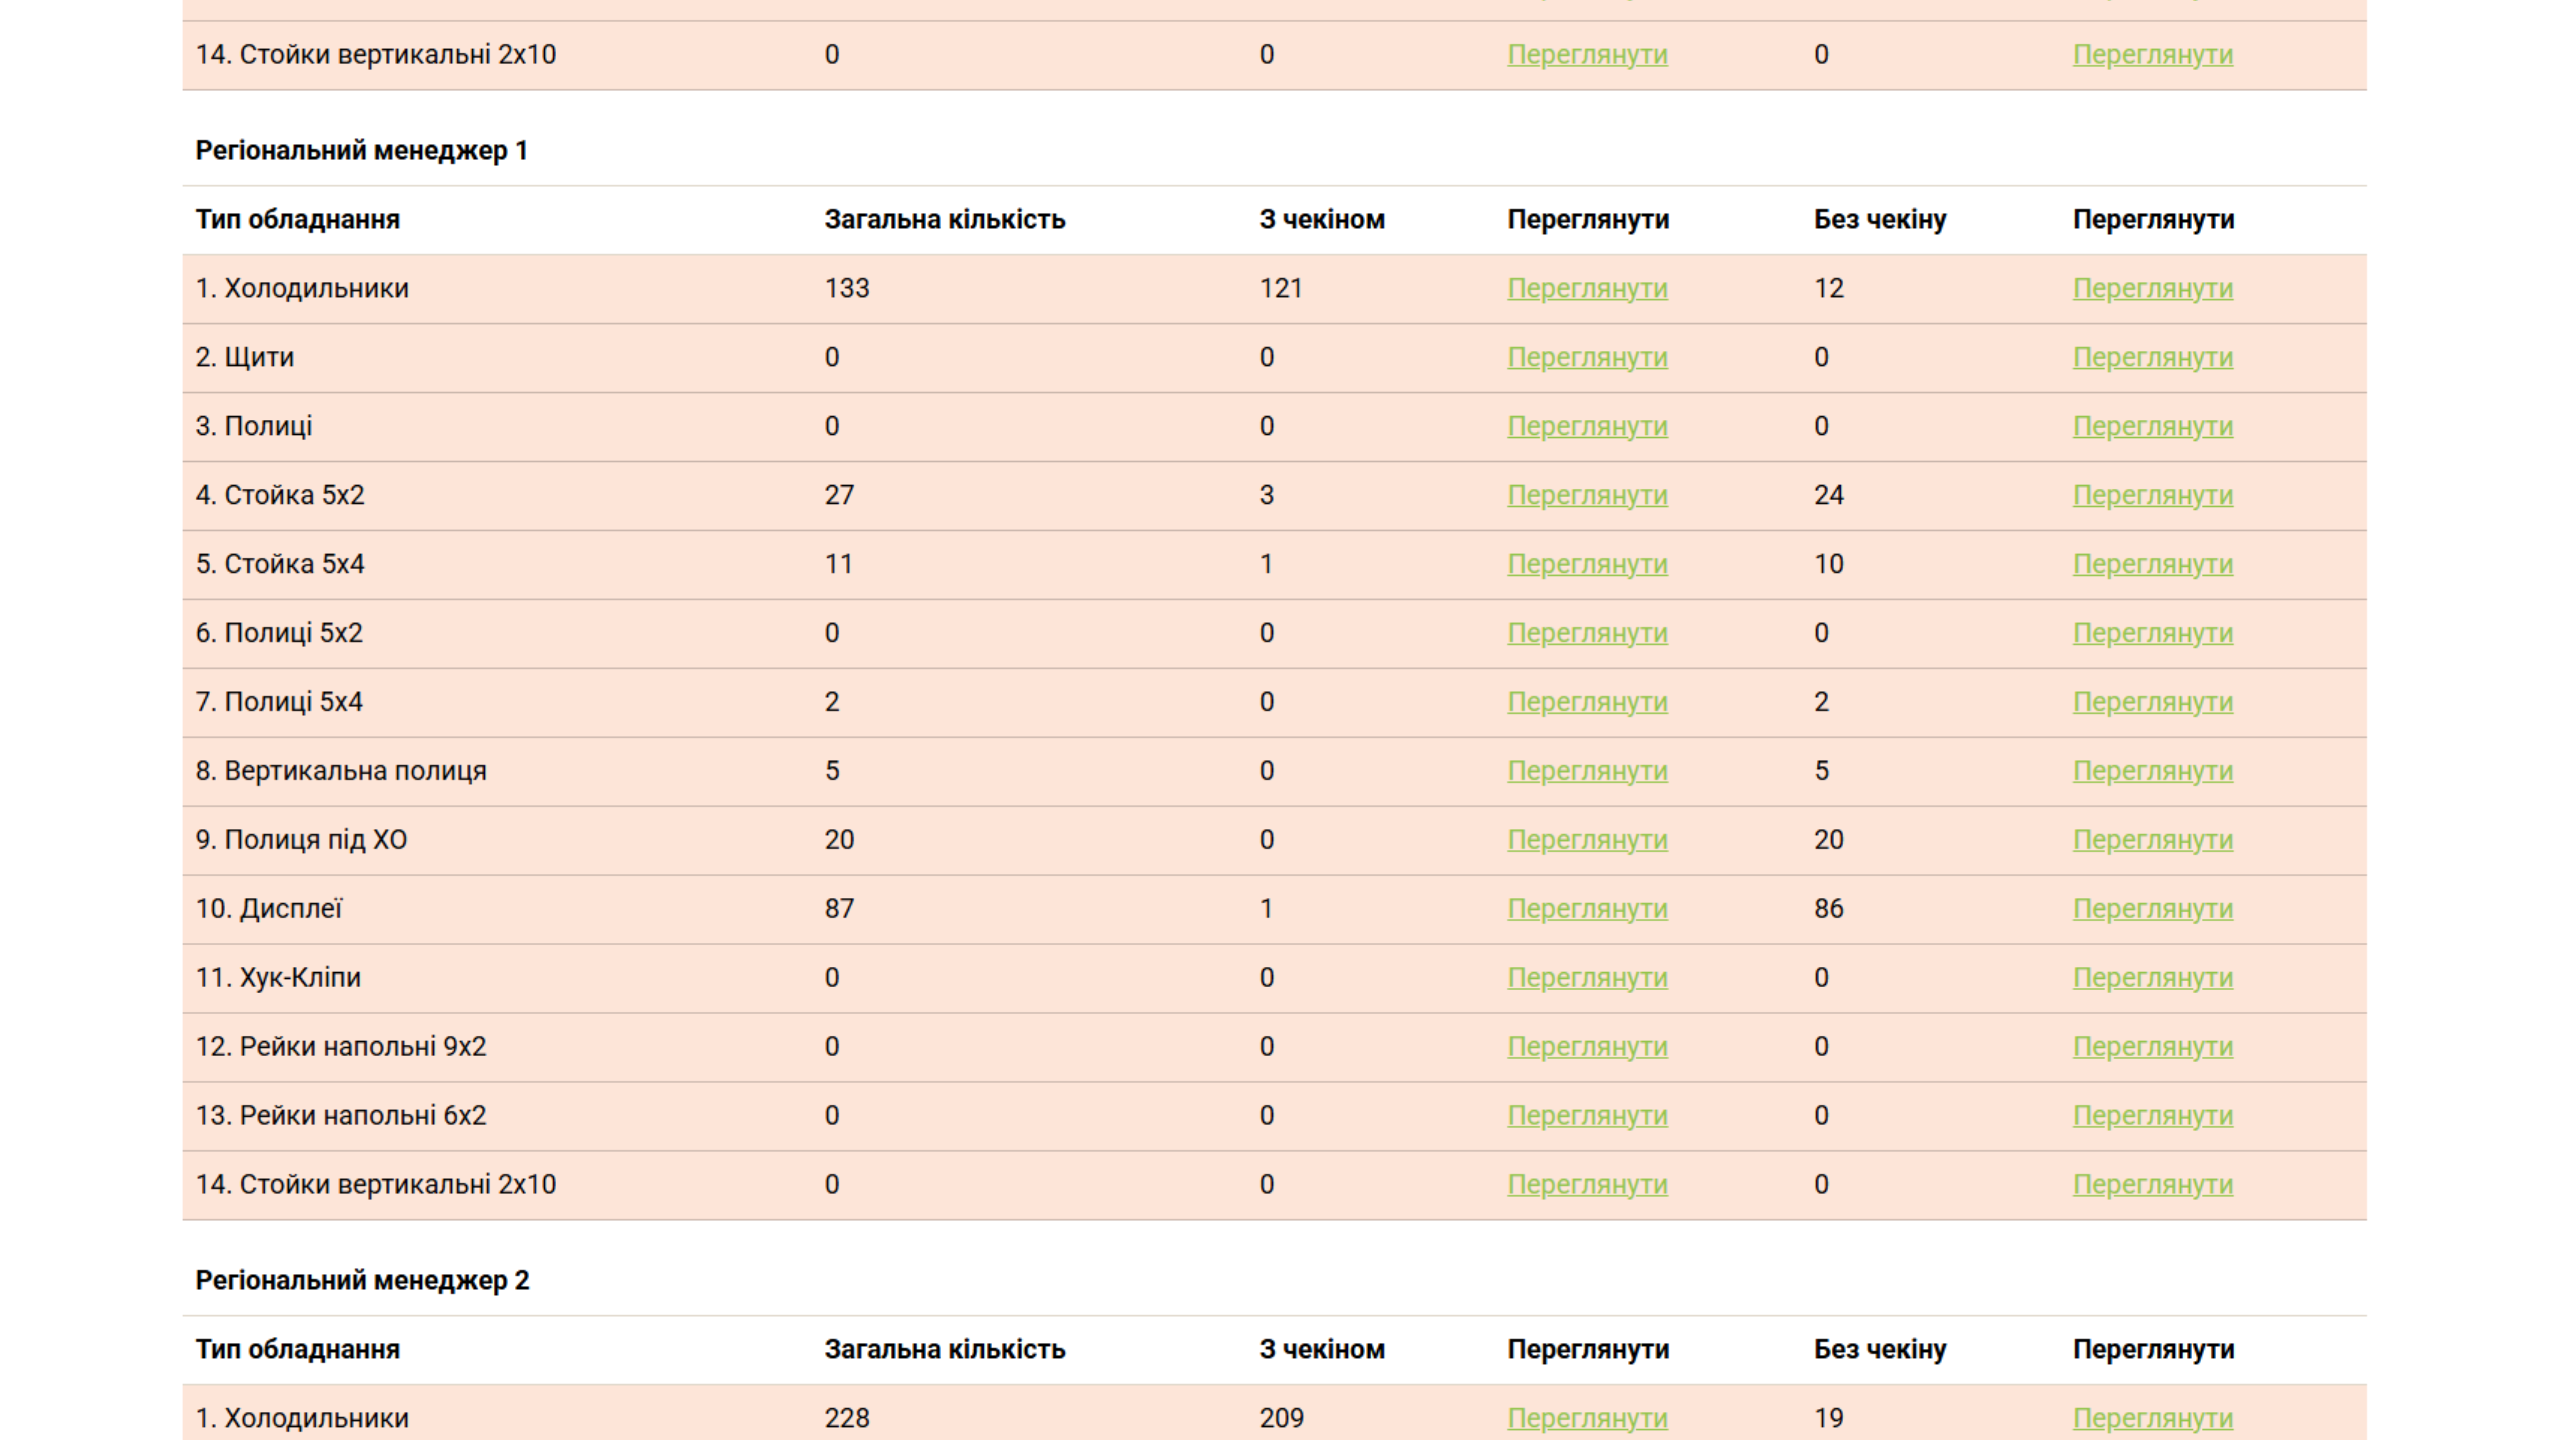 14. Стойки вертикальні 2х10 0 0 Переглянути 0 Переглянути
Регіональний менеджер 1
Тип обладнання Загальна кількість З чекіном Переглянути Без чекіну Переглянути
1. Холодильники 133 121 Переглянути 12 Переглянути
2. Щити 0 0 Переглянути 0 Переглянути
3. Полиці 0 0 Переглянути 0 Переглянути
4. Стойка 5х2 27 3 Переглянути 24 Переглянути
5. Стойка 5х4 11 1 Переглянути 10 Переглянути
6. Полиці 5х2 0 0 Переглянути 0 Переглянути
7. Полиці 5х4 2 0 Переглянути 2 Переглянути
8. Вертикальна полиця 5 0 Переглянути 5 Переглянути
9. Полиця під ХО 20 0 Переглянути 20 Переглянути
10. Дисплеї 87 1 Переглянути 86 Переглянути
11. Хук-Кліпи 0 0 Переглянути 0 Переглянути
12. Рейки напольні 9х2 0 0 Переглянути 0 Переглянути
13. Рейки напольні 6х2 0 0 Переглянути 0 Переглянути
14. Стойки вертикальні 2х10 0 0 Переглянути 0 Переглянути
Регіональний менеджер 2
Тип обладнання Загальна кількість З чекіном Переглянути Без чекіну Переглянути
1. Холодильники 228 209 Переглянути 19 Переглянути